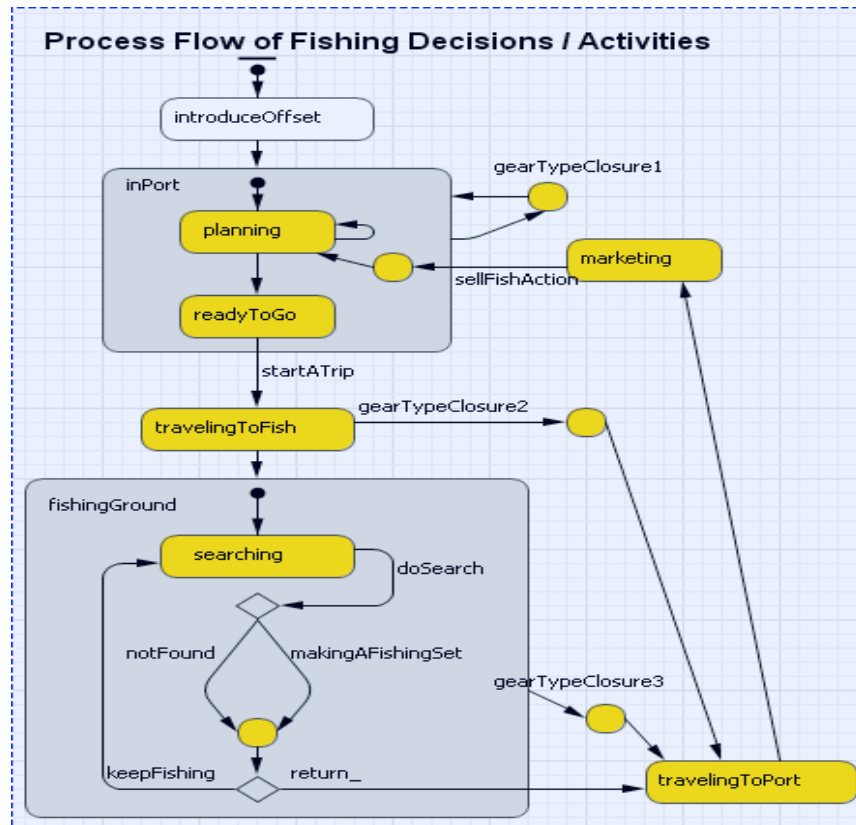 Process Flow of Fishing Decisions / Activities
introduceOffset
gearTypeClosure1
inPort
planning
marketing
sellFishAction
readyToGo
startATrip
gearTypeClosure2
travelingToFish
fishingGround
searching
doSearch
notFound
makingAFishingSet
gearTypeClosure3
keepFishing
return_
travelingToPort